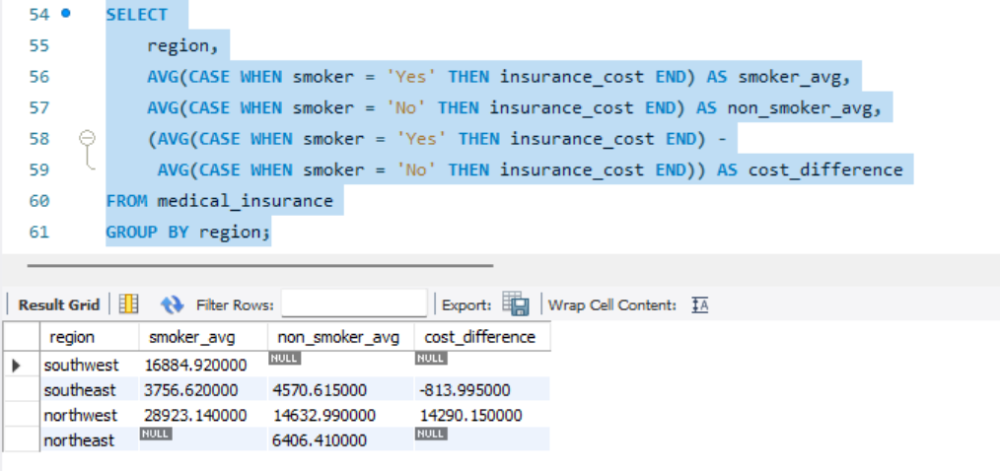 54 SELECT
55 region,
56 AVG(CASE WHEN smoker = 'Yes' THEN insurance_cost END) AS smoker_avg,
57 AVG(CASE WHEN smoker = 'No' THEN insurance_cost END) AS non_smoker_avg,
58 (AVG(CASE WHEN smoker = 'Yes' THEN insurance_cost END) -
59 AVG(CASE WHEN smoker = 'No' THEN insurance_cost END)) AS cost_difference
60 FROM medical_insurance
61 GROUP BY region;
Result Grid Filter Rows: Export: Wrap Cell Content: IA
region smoker_avg non_smoker_avg cost_difference
southwest 16884.920000 NULL NULL
southeast 3756.620000 4570.615000 -813.995000
northwest 28923.140000 14632.990000 14290.150000
northeast NULL 6406.410000 NULL